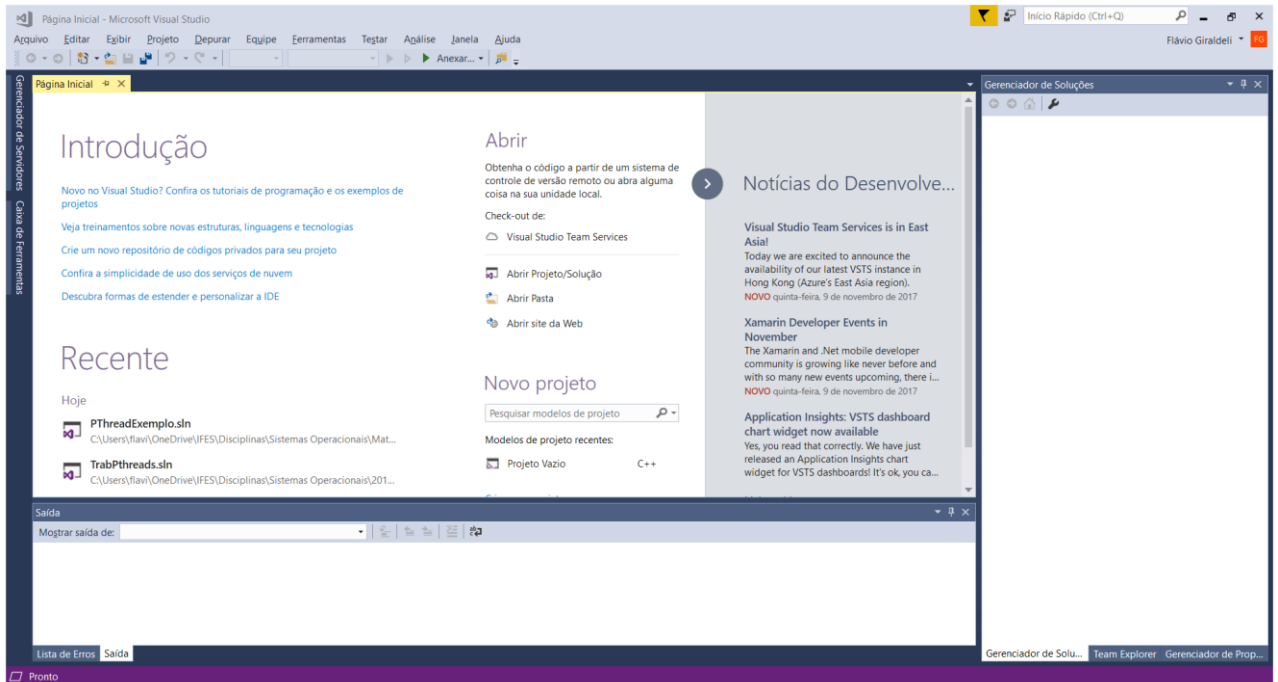 Página Inicial - Microsoft Visual Studio
Início Rápido (Ctrl+Q)
Arquivo Editar Exibir Projeto Depurar Equipe Ferramentas Testar Análise Janela Ajuda
Flávio Giraldeli
FG
Anexar...
Gerenciador de Servidores
Caixa de Ferramentas
Página Inicial
Introdução
Novo no Visual Studio? Confira os tutoriais de programação e os exemplos de
projetos
Veja treinamentos sobre novas estruturas, linguagens e tecnologias
Crie um novo repositório de códigos privados para seu projeto
Confira a simplicidade de uso dos serviços de nuvem
Descubra formas de estender e personalizar a IDE
Recente
Hoje
PThreadExemplo.sln
C:\Users\flavi\OneDrive\IFES\Disciplinas\Sistemas Operacionais\Mat...
TrabPthreads.sln
C:\Users\flavi\OneDrive\IFES\Disciplinas\Sistemas Operacionais\201...
Abrir
Obtenha o código a partir de um sistema de
controle de versão remoto ou abra alguma
coisa na sua unidade local.
Check-out de:
Visual Studio Team Services
Abrir Projeto/Solução
Abrir Pasta
Abrir site da Web
Novo projeto
Pesquisar modelos de projeto
Modelos de projeto recentes:
Projeto Vazio C++
Notícias do Desenvolve...
Visual Studio Team Services is in East
Asia!
Today we are excited to announce the
availability of our latest VSTS instance in
Hong Kong (Azure's East Asia region).
NOVO quinta-feira, 9 de novembro de 2017
Xamarin Developer Events in
November
The Xamarin and .Net mobile developer
community is growing like never before and
with so many new events upcoming, there i...
NOVO quinta-feira, 9 de novembro de 2017
Application Insights: VSTS dashboard
chart widget now available
Yes, you read that correctly. We have just
released an Application Insights chart
widget for VSTS dashboards! It's ok, you ca...
Gerenciador de Soluções
Saída
Mostrar saída de:
Lista de Erros Saída
Gerenciador de Solu... Team Explorer Gerenciador de Prop...
Pronto